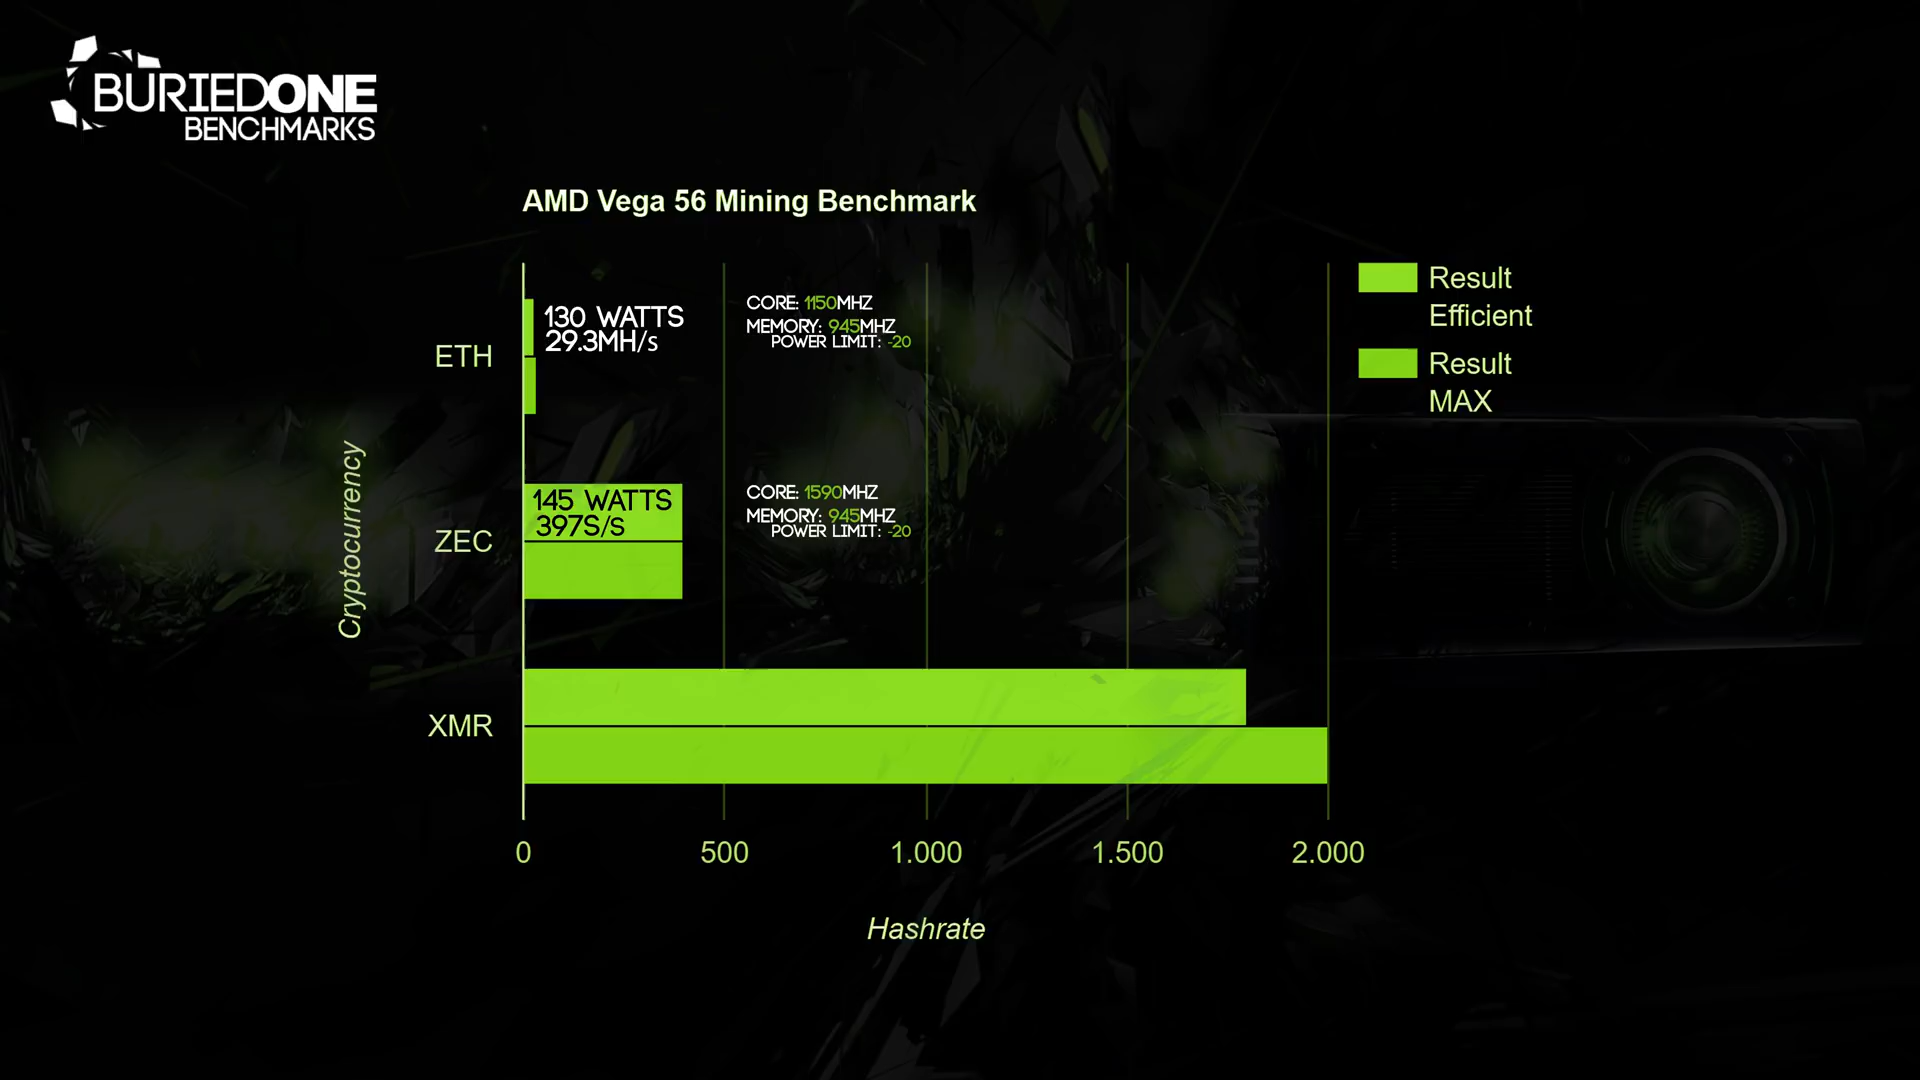 BURIEDONE
BENCHMARKS
AMD Vega 56 Mining Benchmark
Result
Efficient
Result
MAX
ETH
130 WATTS
29.3MH/s
CORE: 1150MHZ
MEMORY: 945MHZ
POWER LIMIT: -20
ZEC
145 WATTS
397S/S
CORE: 1590MHZ
MEMORY: 945MHZ
POWER LIMIT: -20
XMR
Cryptocurrency
0
500
1.000
1.500
2.000
Hashrate